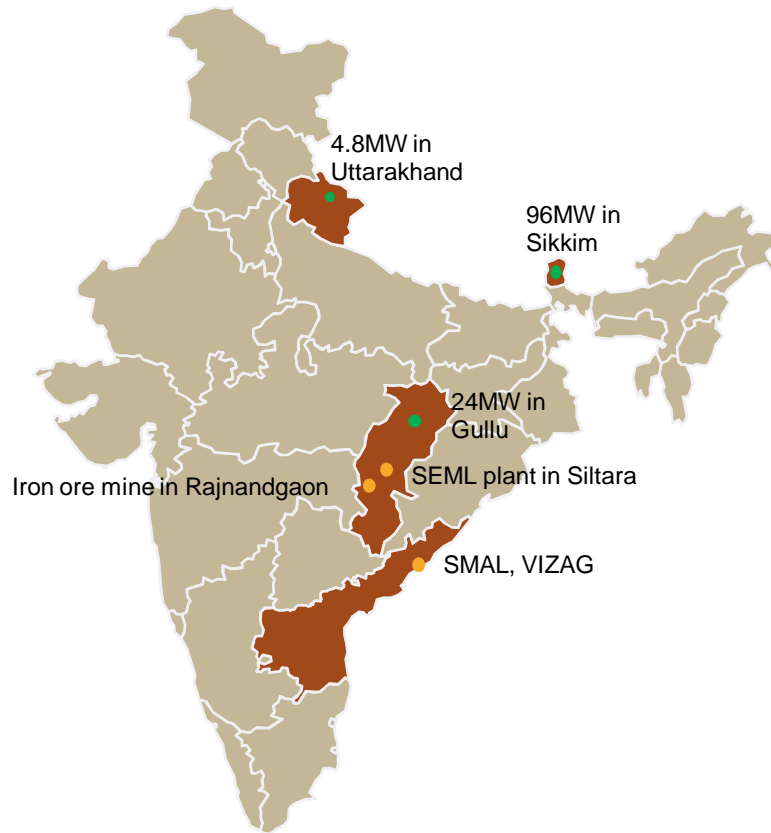 4.8MW in
Uttarakhand
96MW in
Sikkim
24MW in
Gullu
SEML plant in Siltara
Iron ore mine in Rajnandgaon
SMAL, VIZAG